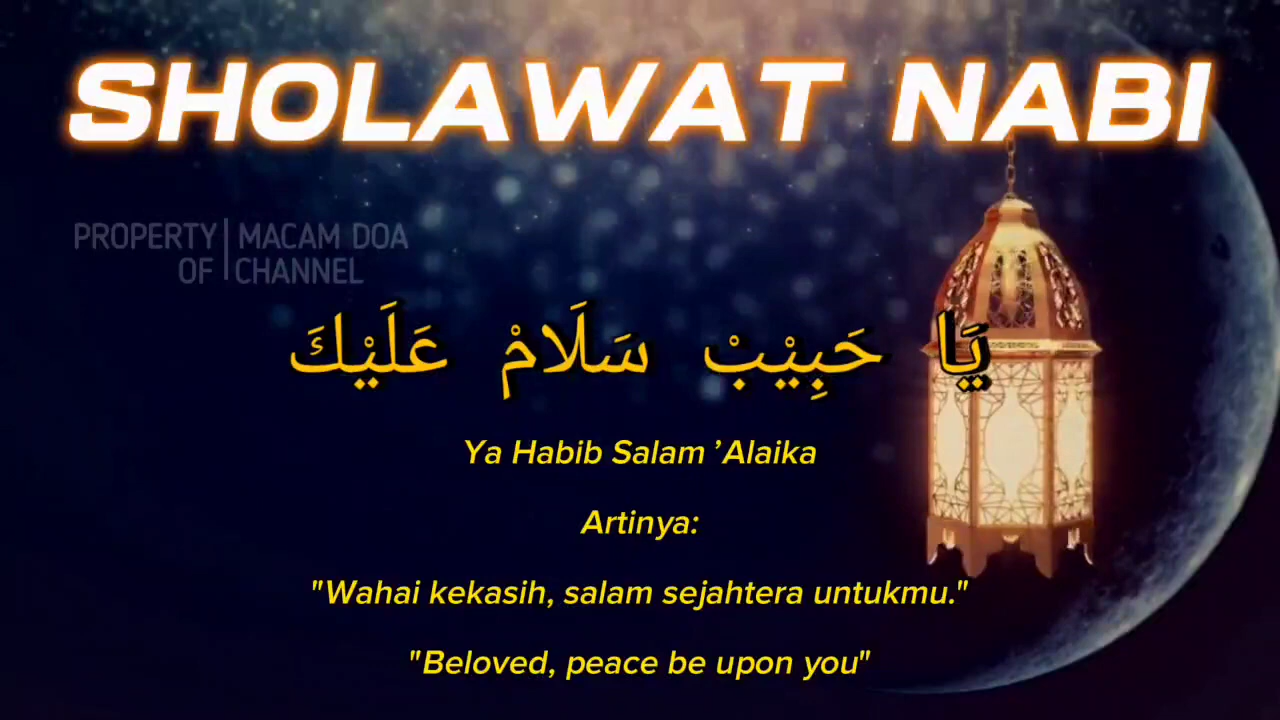 SHOLAWAT NABI
PROPERTY OF | MACAM DOA CHANNEL
يَا حَبِيْبْ سَلَامْ عَلَيْكَ
Ya Habib Salam ’Alaika
Artinya:
"Wahai kekasih, salam sejahtera untukmu."
"Beloved, peace be upon you"